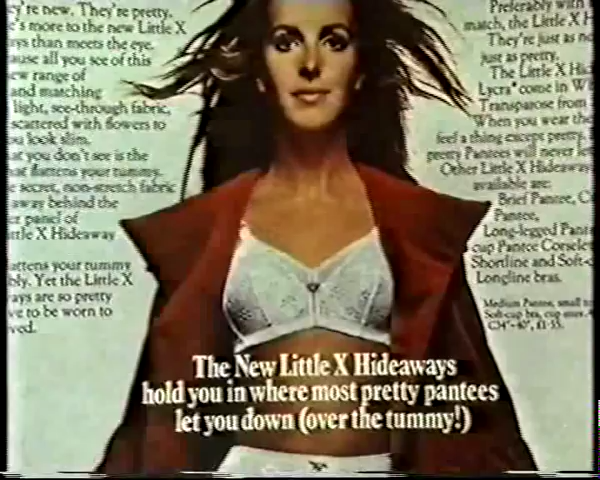 y're new. They're pretty.
's more to the new Little X
ys than meets the eye.
ause all you see of this
ew range of
and matching
light, see-through fabric,
scattered with flowers to
ou look slim.
at you don't see is the
at flattens your tummy.
e secret, non-stretch fabric
away behind the
er panel of
ttle X Hideaway
attens your tummy
bly. Yet the Little X
ays are so pretty
ve to be worn to
ved.
Preferably with
match, the Little X H
They're just as
just as pretty.
The Little X Hi
Lycra* come in W
Transparose from
When you wear the
feel a thing except pretty.
pretty Pantees will never le
Other Little X Hideaway
available are:
Brief Pantee, C
Pantee,
Long-legged Pant
cup Pantee Corsele
Shortline and Soft-c
Longline bras.
Medium Pantee, small to
Soft-cup bra, cup sizes
C34"-40", £1.55.
The New Little X Hideaways
hold you in where most pretty pantees
let you down (over the tummy!)